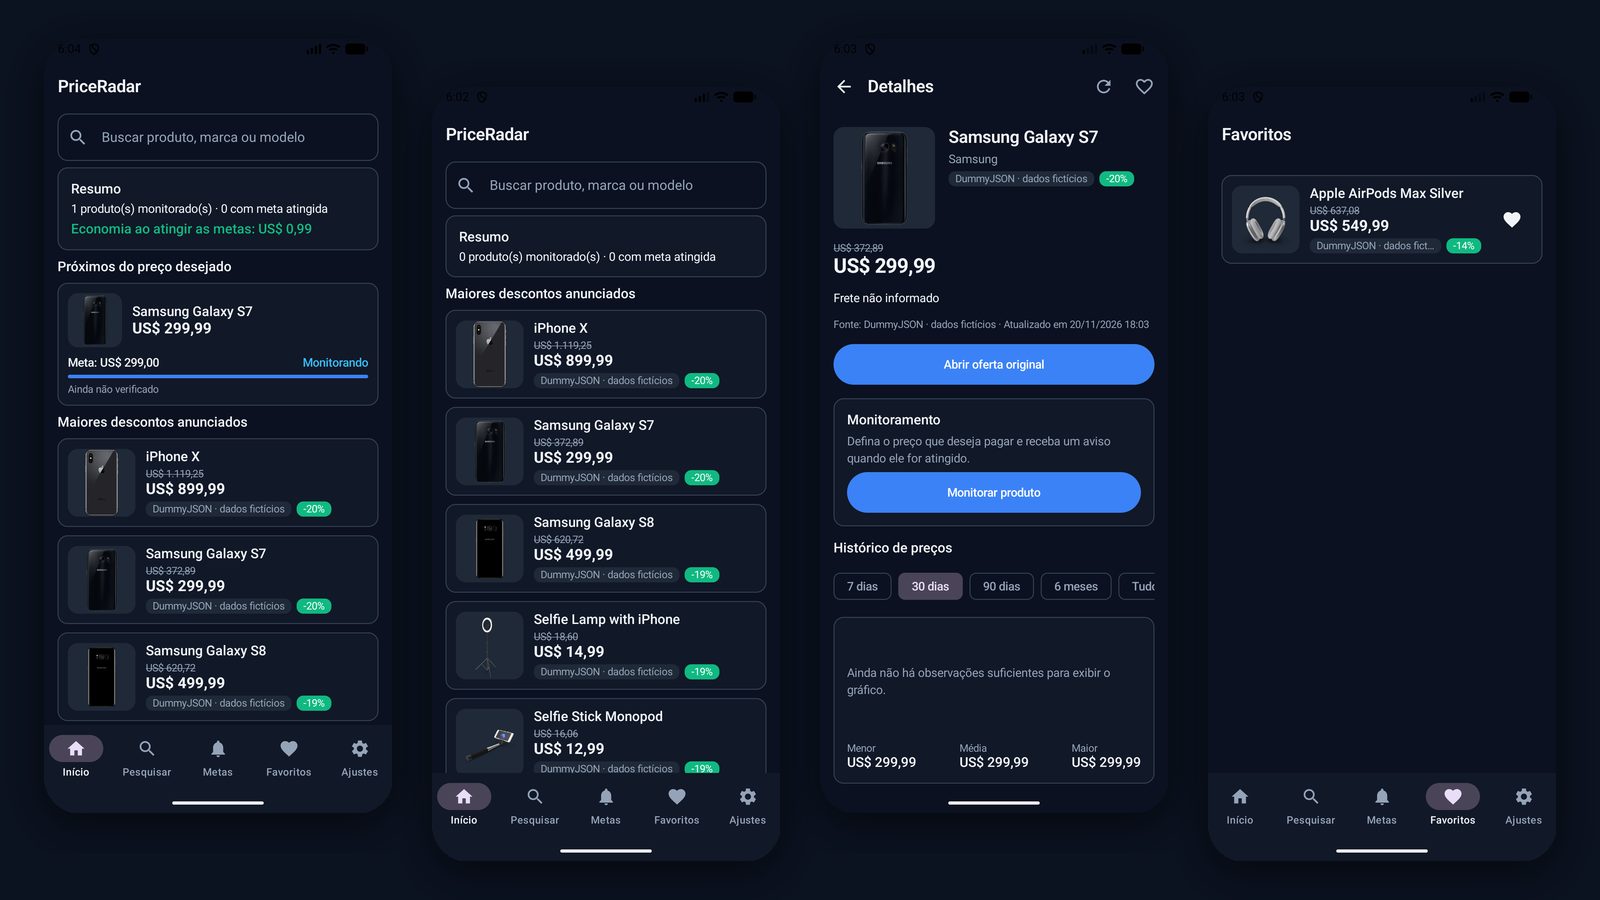 6:04
PriceRadar
Buscar produto, marca ou modelo
Resumo
1 produto(s) monitorado(s) · 0 com meta atingida
Economia ao atingir as metas: US$ 0,99
Próximos do preço desejado
Samsung Galaxy S7
US$ 299,99
Meta: US$ 299,00
Monitorando
Ainda não verificado
Maiores descontos anunciados
iPhone X
US$ 1.119,25
US$ 899,99
DummyJSON · dados fictícios
-20%
Samsung Galaxy S7
US$ 372,89
US$ 299,99
DummyJSON · dados fictícios
-20%
Samsung Galaxy S8
US$ 620,72
US$ 499,99
DummyJSON · dados fictícios
-19%
Início
Pesquisar
Metas
Favoritos
Ajustes
6:02
PriceRadar
Buscar produto, marca ou modelo
Resumo
0 produto(s) monitorado(s) · 0 com meta atingida
Maiores descontos anunciados
iPhone X
US$ 1.119,25
US$ 899,99
DummyJSON · dados fictícios
-20%
Samsung Galaxy S7
US$ 372,89
US$ 299,99
DummyJSON · dados fictícios
-20%
Samsung Galaxy S8
US$ 620,72
US$ 499,99
DummyJSON · dados fictícios
-19%
Selfie Lamp with iPhone
US$ 18,60
US$ 14,99
DummyJSON · dados fictícios
-19%
Selfie Stick Monopod
US$ 16,06
US$ 12,99
DummyJSON · dados fictícios
-19%
Início
Pesquisar
Metas
Favoritos
Ajustes
6:03
Detalhes
Samsung Galaxy S7
Samsung
DummyJSON · dados fictícios
-20%
US$ 372,89
US$ 299,99
Frete não informado
Fonte: DummyJSON · dados fictícios · Atualizado em 20/11/2026 18:03
Abrir oferta original
Monitoramento
Defina o preço que deseja pagar e receba um aviso
quando ele for atingido.
Monitorar produto
Histórico de preços
7 dias
30 dias
90 dias
6 meses
Tudo
Ainda não há observações suficientes para exibir o
gráfico.
Menor
US$ 299,99
Média
US$ 299,99
Maior
US$ 299,99
6:03
Favoritos
Apple AirPods Max Silver
US$ 637,08
US$ 549,99
DummyJSON · dados fict...
-14%
Início
Pesquisar
Metas
Favoritos
Ajustes